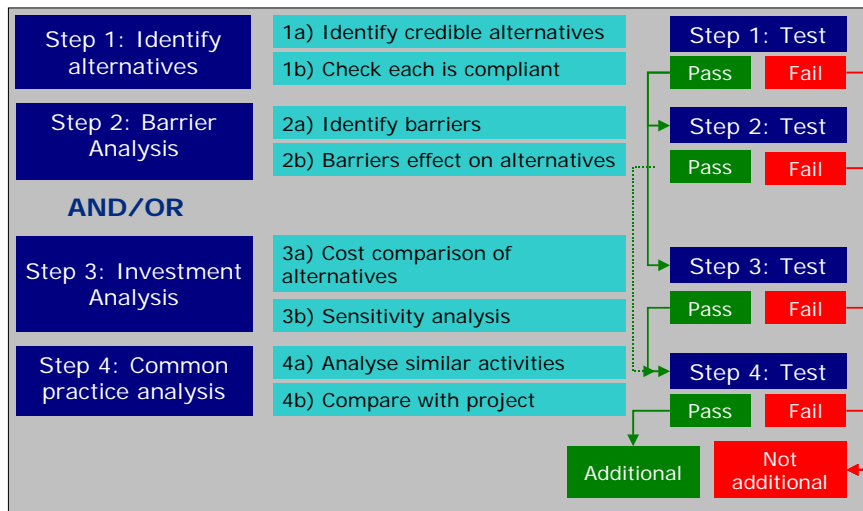 Step 1: Identify
alternatives
1a) Identify credible alternatives
1b) Check each is compliant
Step 1: Test
Pass
Fail
Step 2: Barrier
Analysis
2a) Identify barriers
2b) Barriers effect on alternatives
Step 2: Test
Pass
Fail
AND/OR
Step 3: Investment
Analysis
3a) Cost comparison of
alternatives
3b) Sensitivity analysis
Step 3: Test
Pass
Fail
Step 4: Common
practice analysis
4a) Analyse similar activities
4b) Compare with project
Step 4: Test
Pass
Fail
Additional
Not
additional